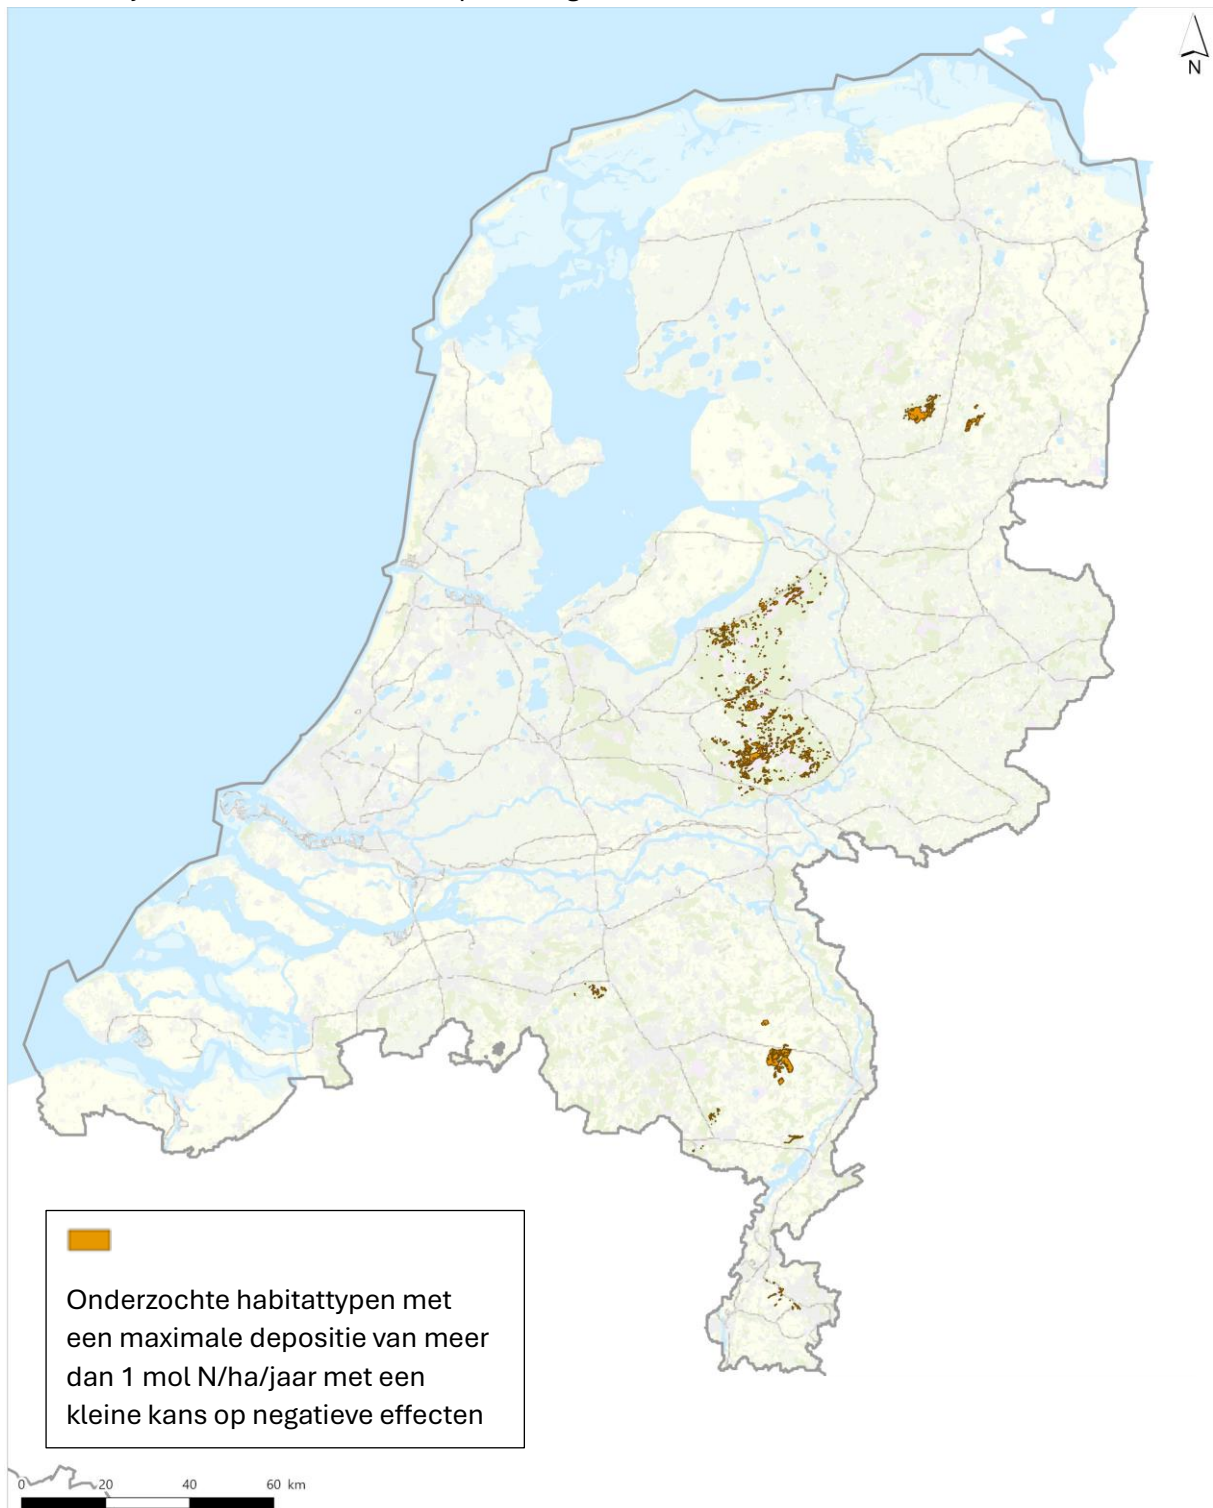 N
Onderzochte habitattypen met
een maximale depositie van meer
dan 1 mol N/ha/jaar met een
kleine kans op negatieve effecten
0 20 40 60 km